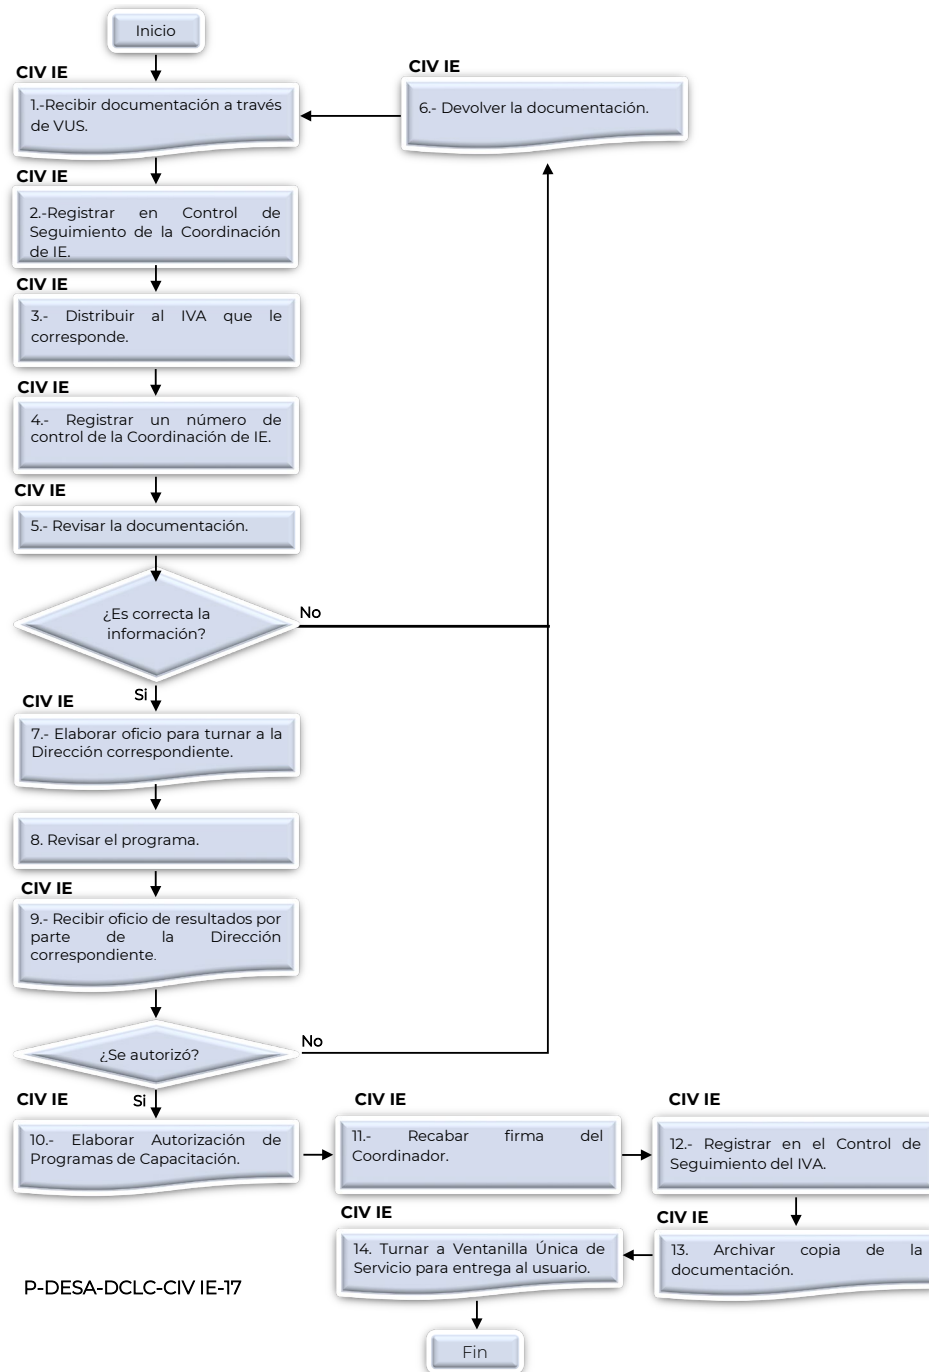 Inicio
CIV IE
1.-Recibir documentación a través
de VUS.
CIV IE
6.- Devolver la documentación.
CIV IE
2.-Registrar en Control de
Seguimiento de la Coordinación
de IE.
CIV IE
3.- Distribuir al IVA que le
corresponde.
CIV IE
4.- Registrar un número de
control de la Coordinación de IE.
CIV IE
5.- Revisar la documentación.
¿Es correcta la
información?
No
Si
CIV IE
7.- Elaborar oficio para turnar a la
Dirección correspondiente.
8. Revisar el programa.
CIV IE
9.- Recibir oficio de resultados por
parte de la Dirección
correspondiente.
¿Se autorizó?
No
Si
CIV IE
10.- Elaborar Autorización de
Programas de Capacitación.
CIV IE
11.- Recabar firma del
Coordinador.
CIV IE
12.- Registrar en el Control de
Seguimiento del IVA.
CIV IE
13. Archivar copia de la
documentación.
CIV IE
14. Turnar a Ventanilla Única de
Servicio para entrega al usuario.
P-DESA-DCLC-CIV IE-17
Fin